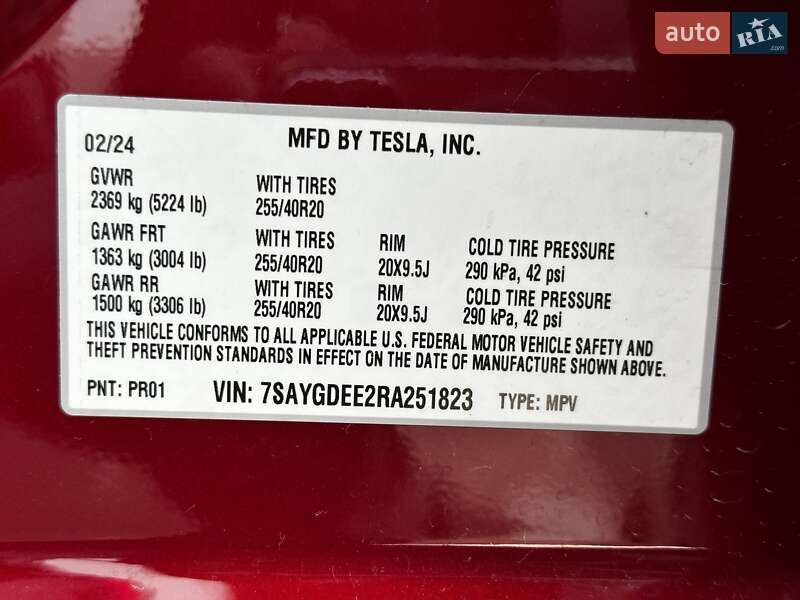 auto RIA.com
02/24 MFD BY TESLA, INC.
GVWR WITH TIRES
2369 kg (5224 lb) 255/40R20
GAWR FRT WITH TIRES RIM COLD TIRE PRESSURE
1363 kg (3004 lb) 255/40R20 20X9.5J 290 kPa, 42 psi
GAWR RR WITH TIRES RIM COLD TIRE PRESSURE
1500 kg (3306 lb) 255/40R20 20X9.5J 290 kPa, 42 psi
THIS VEHICLE CONFORMS TO ALL APPLICABLE U.S. FEDERAL MOTOR VEHICLE SAFETY AND
THEFT PREVENTION STANDARDS IN EFFECT ON THE DATE OF MANUFACTURE SHOWN ABOVE.
PNT: PR01 VIN: 7SAYGDEE2RA251823 TYPE: MPV